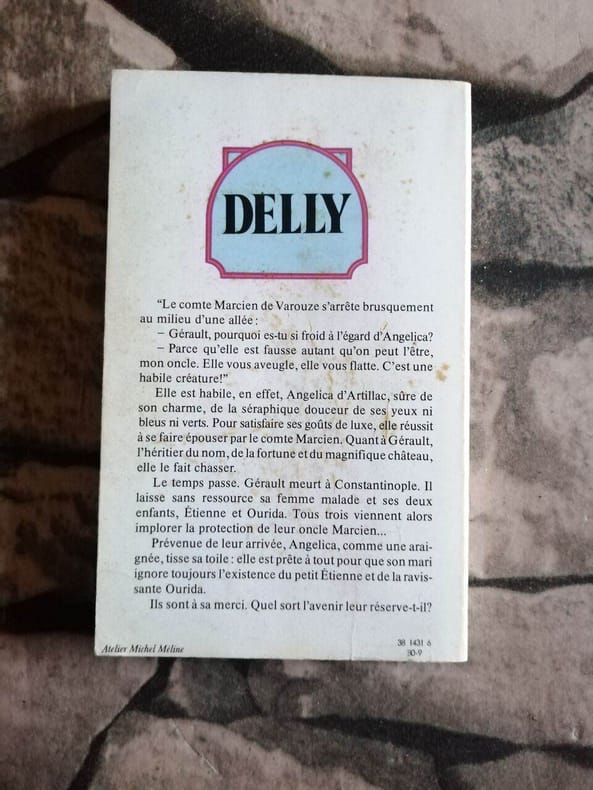 DELLY
“Le comte Marcien de Varouze s'arrête brusquement
au milieu d'une allée :
– Gérault, pourquoi es-tu si froid à l'égard d'Angelica?
– Parce qu'elle est fausse autant qu'on peut l'être,
mon oncle. Elle vous aveugle, elle vous flatte. C'est une
habile créature!”
Elle est habile, en effet, Angelica d'Artillac, sûre de
son charme, de la séraphique douceur de ses yeux ni
bleus ni verts. Pour satisfaire ses goûts de luxe, elle réussit
à se faire épouser par le comte Marcien. Quant à Gérault,
l'héritier du nom, de la fortune et du magnifique château,
elle le fait chasser.
Le temps passe. Gérault meurt à Constantinople. Il
laisse sans ressource sa femme malade et ses deux
enfants, Étienne et Ourida. Tous trois viennent alors
implorer la protection de leur oncle Marcien...
Prévenue de leur arrivée, Angelica, comme une arai-
gnée, tisse sa toile : elle est prête à tout pour que son mari
ignore toujours l'existence du petit Étienne et de la ravis-
sante Ourida.
Ils sont à sa merci. Quel sort l'avenir leur réserve-t-il?
Atelier Michel Méline
38 1431 6
80-9